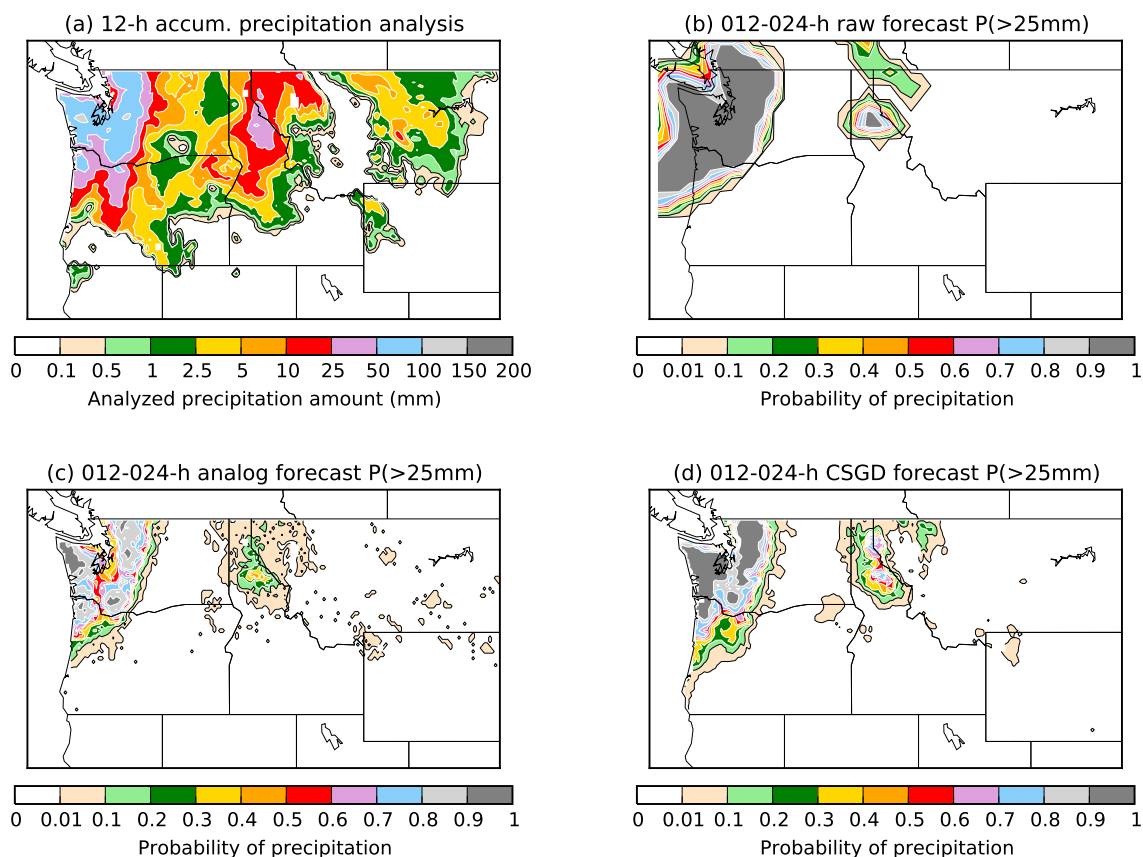 (a) 12-h accum. precipitation analysis
0 0.1 0.5 1 2.5 5 10 25 50 100 150 200
Analyzed precipitation amount (mm)
(b) 012-024-h raw forecast P(>25mm)
0 0.01 0.1 0.2 0.3 0.4 0.5 0.6 0.7 0.8 0.9 1
Probability of precipitation
(c) 012-024-h analog forecast P(>25mm)
0 0.01 0.1 0.2 0.3 0.4 0.5 0.6 0.7 0.8 0.9 1
Probability of precipitation
(d) 012-024-h CSGD forecast P(>25mm)
0 0.01 0.1 0.2 0.3 0.4 0.5 0.6 0.7 0.8 0.9 1
Probability of precipitation